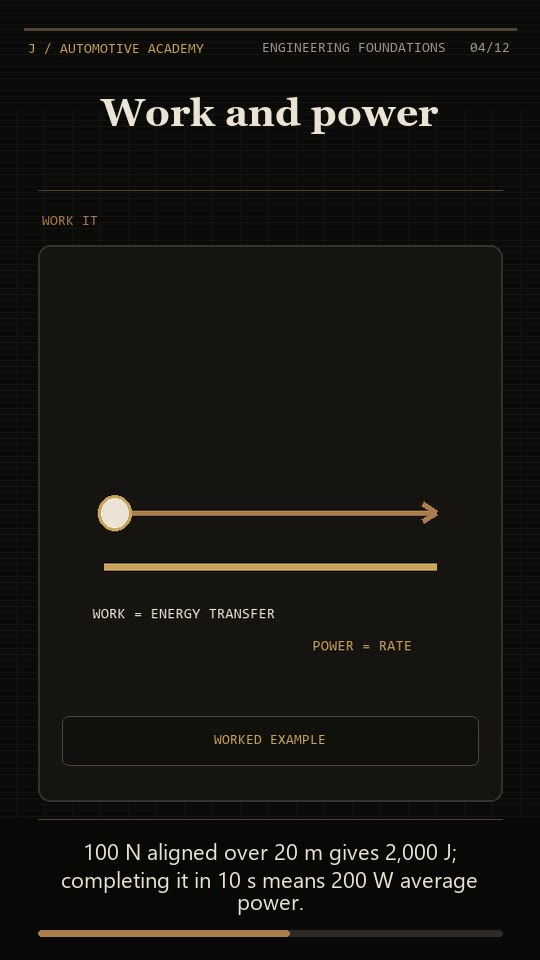 J / AUTOMOTIVE ACADEMY ENGINEERING FOUNDATIONS 04/12
Work and power
WORK IT
WORK = ENERGY TRANSFER
POWER = RATE
WORKED EXAMPLE
100 N aligned over 20 m gives 2,000 J;
completing it in 10 s means 200 W average
power.